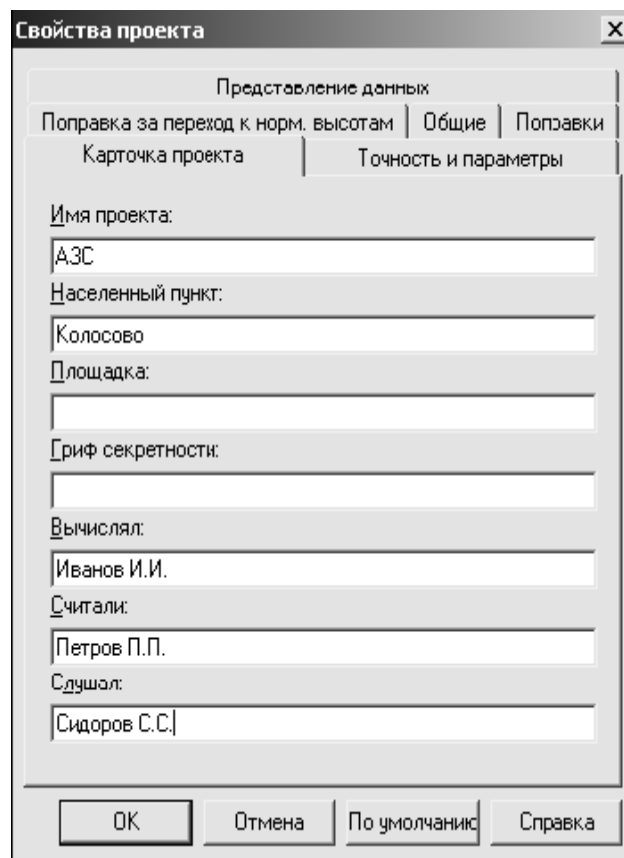 Свойства проекта
Представление данных
Поправка за переход к норм. высотам Общие Поправки
Карточка проекта Точность и параметры
Имя проекта:
АЗС
Населенный пункт:
Колосово
Площадка:
Гриф секретности:
Вычислял:
Иванов И.И.
Считали:
Петров П.П.
Слушал:
Сидоров С.С.
ОК Отмена По умолчанию Справка